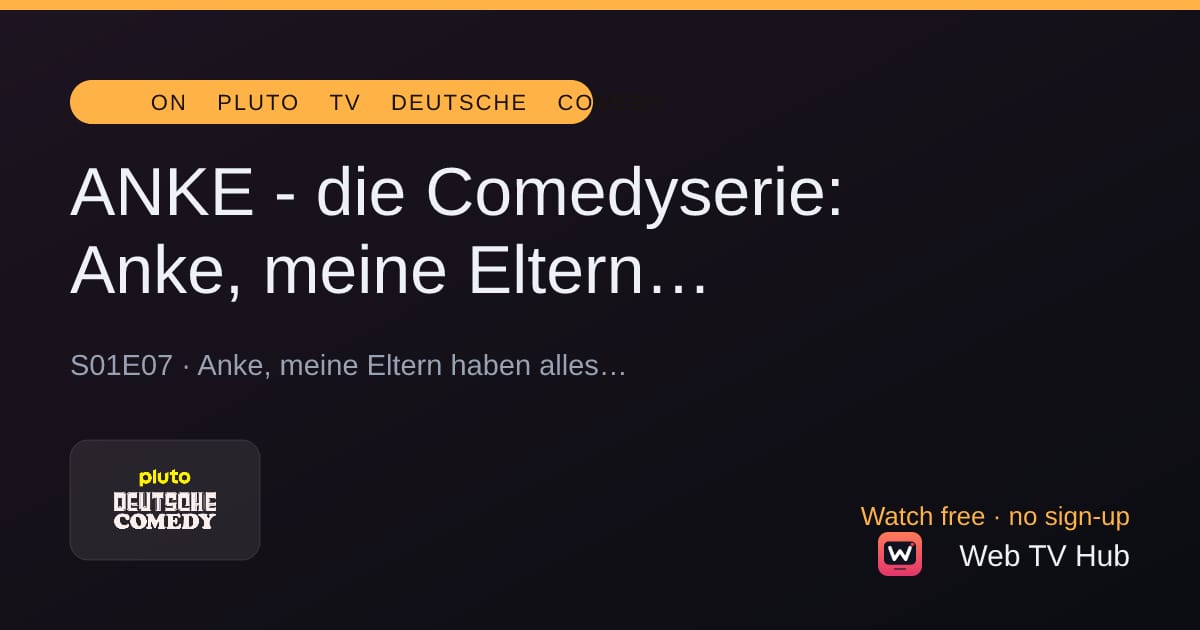 ON PLUTO TV DEUTSCHE CO
ANKE - die Comedyserie:
Anke, meine Eltern…
S01E07 · Anke, meine Eltern haben alles…
pluto
DEUTSCHE
COMEDY
Watch free · no sign-up
W
Web TV Hub